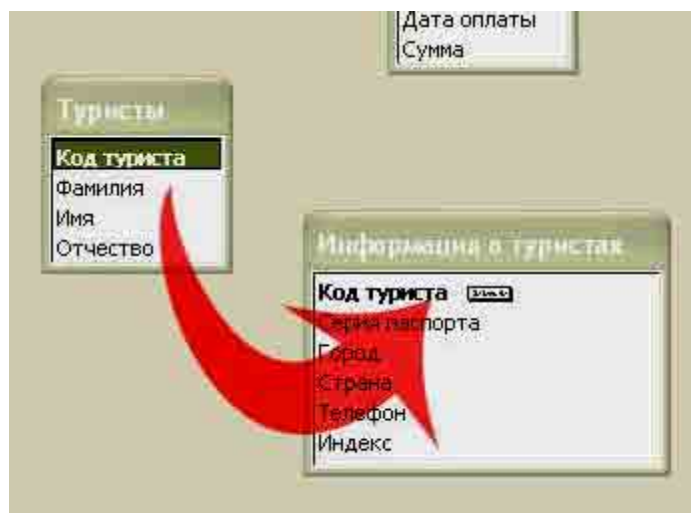 Дата оплаты
Сумма
Туристы
Код туриста
Фамилия
Имя
Отчество
Информация о туристах
Код туриста
Серия паспорта
Город
Страна
Телефон
Индекс